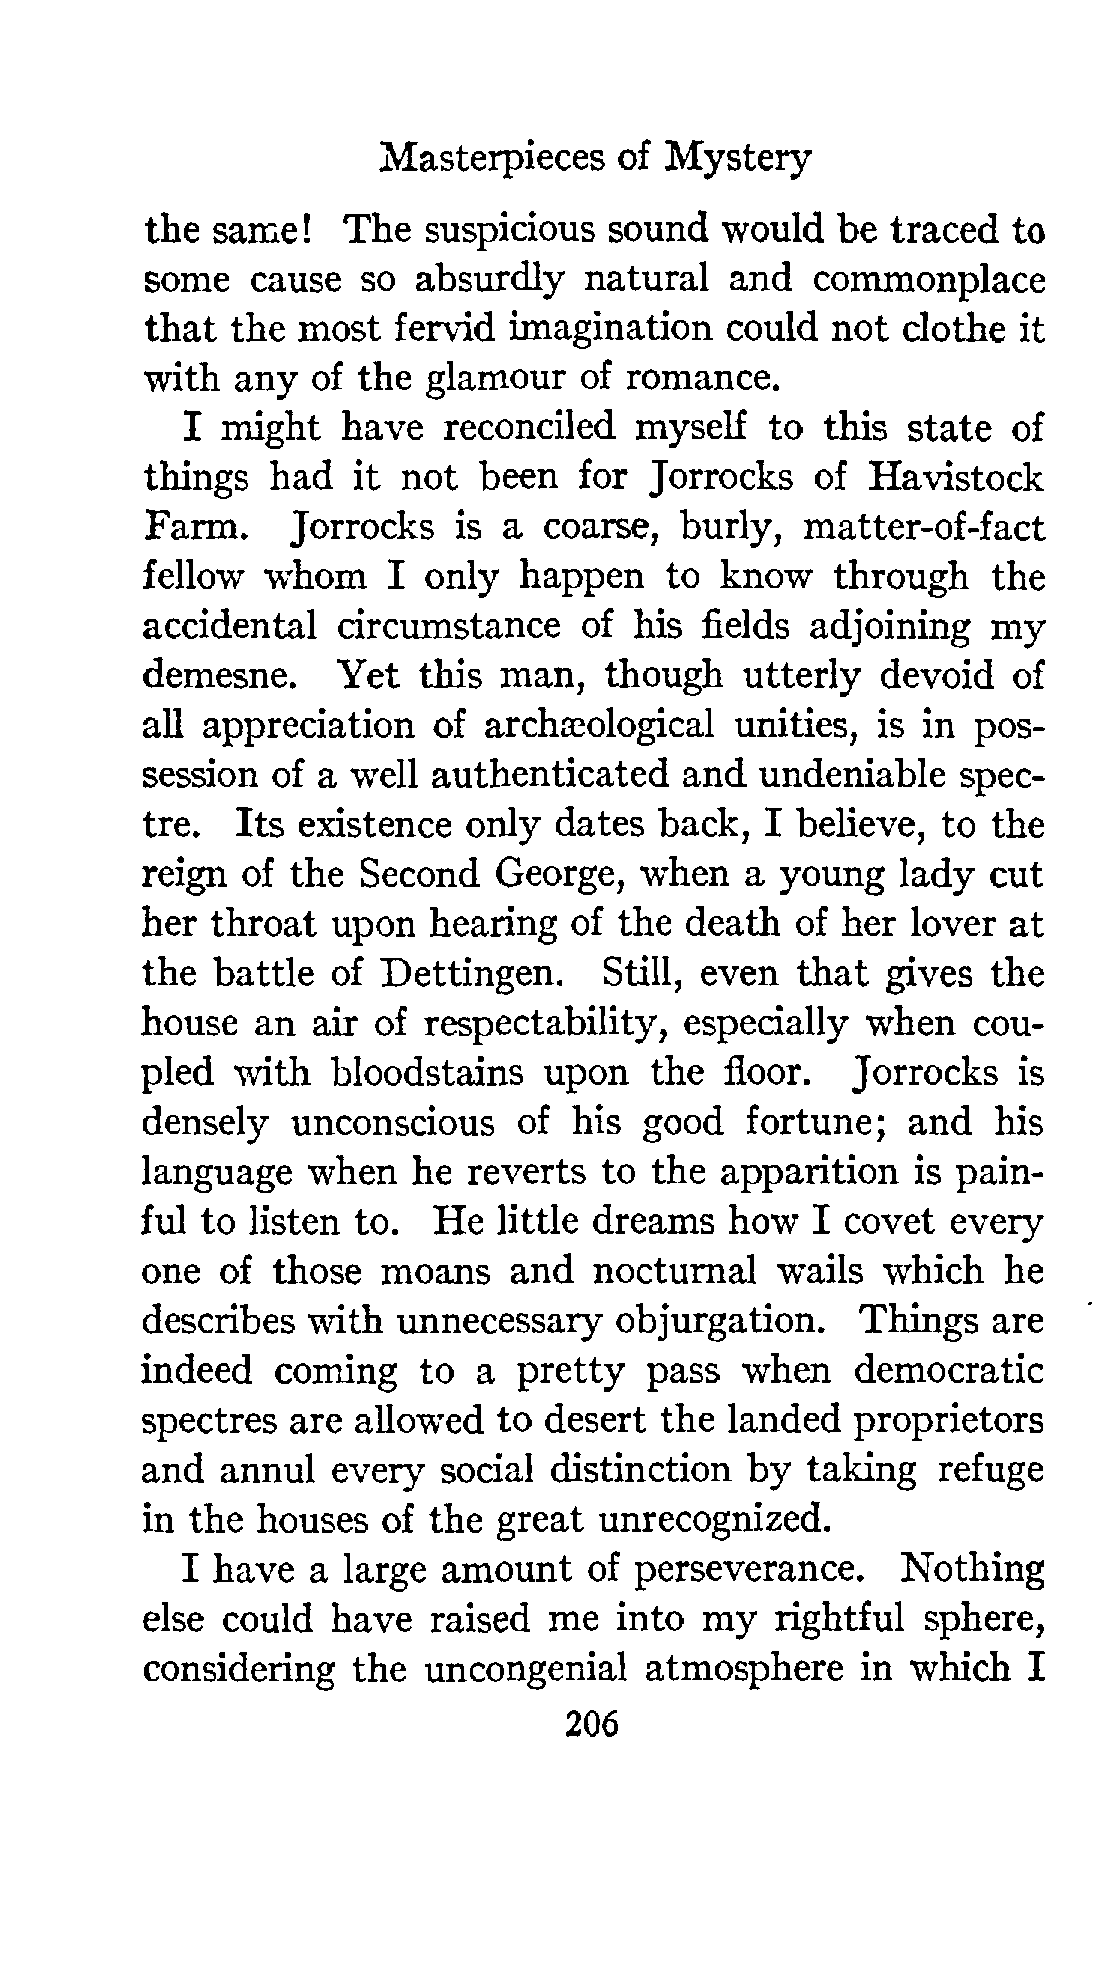 Masterpieces of Mystery
the same! The suspicious sound would be traced to
some cause so absurdly natural and commonplace
that the most fervid imagination could not clothe it
with any of the glamour of romance.
I might have reconciled myself to this state of
things had it not been for Jorrocks of Havistock
Farm. Jorrocks is a coarse, burly, matter-of-fact
fellow whom I only happen to know through the
accidental circumstance of his fields adjoining my
demesne. Yet this man, though utterly devoid of
all appreciation of archæological unities, is in pos-
session of a well authenticated and undeniable spec-
tre. Its existence only dates back, I believe, to the
reign of the Second George, when a young lady cut
her throat upon hearing of the death of her lover at
the battle of Dettingen. Still, even that gives the
house an air of respectability, especially when cou-
pled with bloodstains upon the floor. Jorrocks is
densely unconscious of his good fortune; and his
language when he reverts to the apparition is pain-
ful to listen to. He little dreams how I covet every
one of those moans and nocturnal wails which he
describes with unnecessary objurgation. Things are
indeed coming to a pretty pass when democratic
spectres are allowed to desert the landed proprietors
and annul every social distinction by taking refuge
in the houses of the great unrecognized.
I have a large amount of perseverance. Nothing
else could have raised me into my rightful sphere,
considering the uncongenial atmosphere in which I
206